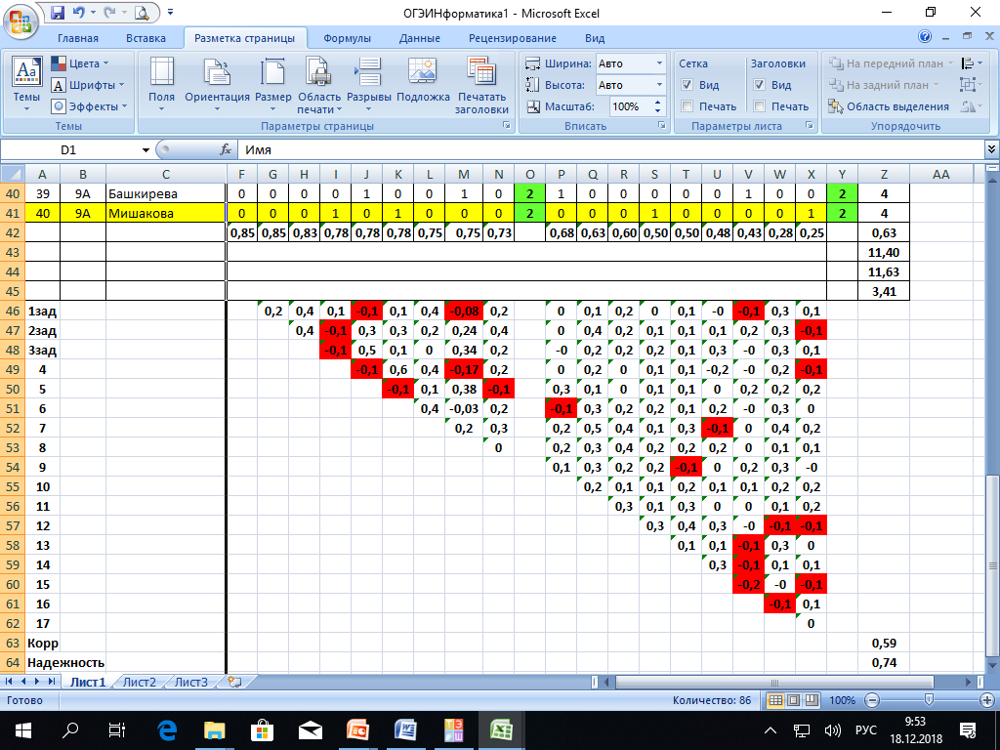 ОГЭИНформатика1 - Microsoft Excel
Главная Вставка Разметка страницы Формулы Данные Рецензирование Вид
Aa Темы Цвета Шрифты Эффекты Поля Ориентация Размер Область печати Разрывы Подложка Печатать заголовки Ширина: Авто Высота: Авто Масштаб: 100% Сетка Вид Печать Заголовки Вид Печать На передний план На задний план Область выделения
Темы Параметры страницы Вписать Параметры листа Упорядочить
D1 fx Имя
A B C F G H I J K L M N O P Q R S T U V W X Y Z AA
40 39 9А Башкирева 0 0 0 0 1 0 0 1 0 2 1 0 0 0 0 0 1 0 0 2 4
41 40 9А Мишакова 0 0 0 1 0 1 0 0 0 2 0 0 0 1 0 0 0 0 1 2 4
42 0,85 0,85 0,83 0,78 0,78 0,78 0,75 0,75 0,73 0,68 0,63 0,60 0,50 0,50 0,48 0,43 0,28 0,25 0,63
43 11,40
44 11,63
45 3,41
46 1зад 0,2 0,4 0,1 -0,1 0,1 0,4 -0,08 0,2 0 0,1 0,2 0 0,1 -0 -0,1 0,3 0,1
47 2зад 0,4 -0,1 0,3 0,3 0,2 0,24 0,4 0 0,4 0,2 0,1 0,1 0,1 0,2 0,3 -0,1
48 3зад -0,1 0,5 0,1 0 0,34 0,2 -0 0,2 0,2 0,2 0,1 0,3 -0 0,3 0,1
49 4 -0,1 0,6 0,4 -0,17 0,2 0 0,2 0 0,1 0,1 -0,2 -0 0,2 -0,1
50 5 -0,1 0,1 0,38 -0,1 0,3 0,1 0 0,1 0,1 0 0,2 0,2 0,2
51 6 0,4 -0,03 0,2 -0,1 0,3 0,2 0,2 0,1 0,2 -0 0,3 0
52 7 0,2 0,3 0,2 0,5 0,4 0,1 0,3 -0,1 0 0,4 0,2
53 8 0 0,2 0,3 0,4 0,2 0,2 0,2 0 0,1 0,1
54 9 0,1 0,3 0,2 0,2 -0,1 0 0,2 0,3 -0
55 10 0,2 0,1 0,1 0,2 0,1 0,1 0,2 0,2
56 11 0,3 0,1 0,3 0 0 0,1 0,2
57 12 0,3 0,4 0,3 -0 -0,1 -0,1
58 13 0,1 0,1 -0,1 0,3 0
59 14 0,3 -0,1 0,1 0,1
60 15 -0,2 -0 -0,1
61 16 -0,1 0,1
62 17 0
63 Корр 0,59
64 Надежность 0,74
Лист1 Лист2 Лист3
Готово Количество: 86 100%
РУС 9:53
18.12.2018